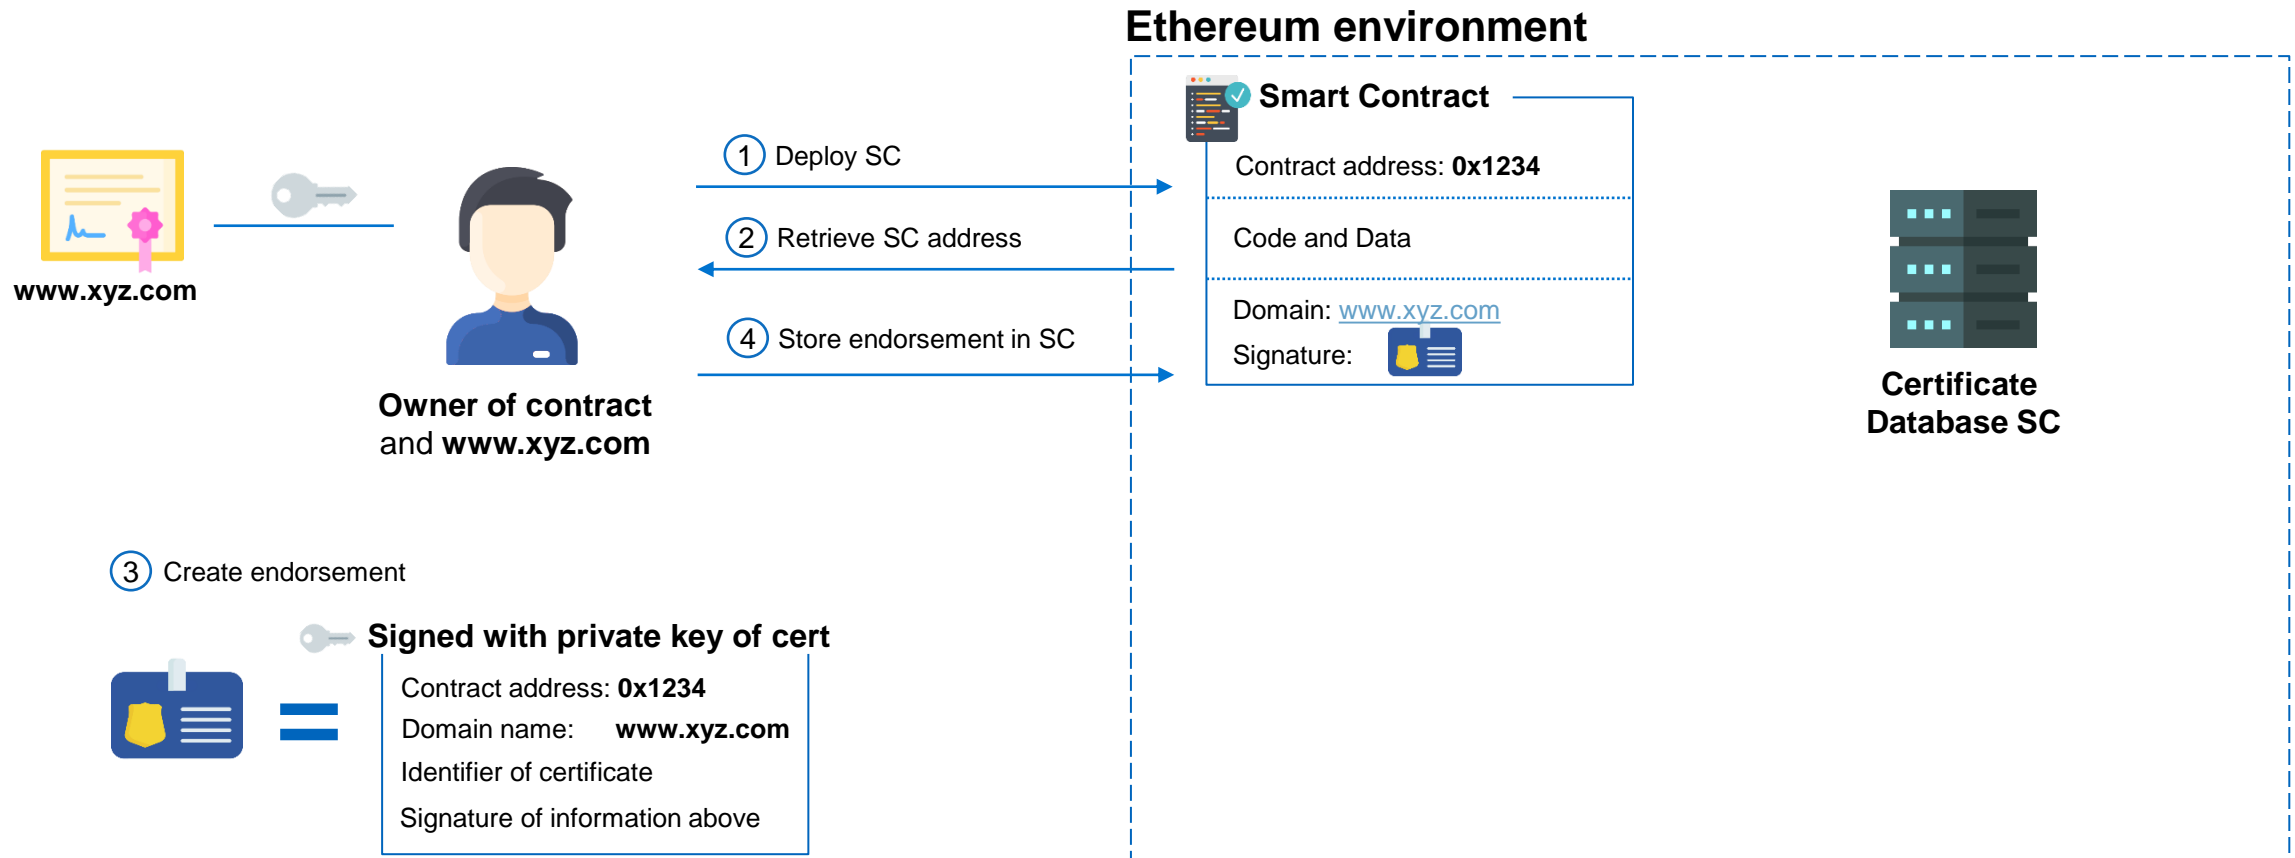 Ethereum environment
Smart Contract
Contract address: 0x1234
Code and Data
Domain: www.xyz.com
Signature:
1 Deploy SC
2 Retrieve SC address
4 Store endorsement in SC
www.xyz.com
Owner of contract
and www.xyz.com
Certificate
Database SC
3 Create endorsement
Signed with private key of cert
Contract address: 0x1234
Domain name: www.xyz.com
Identifier of certificate
Signature of information above